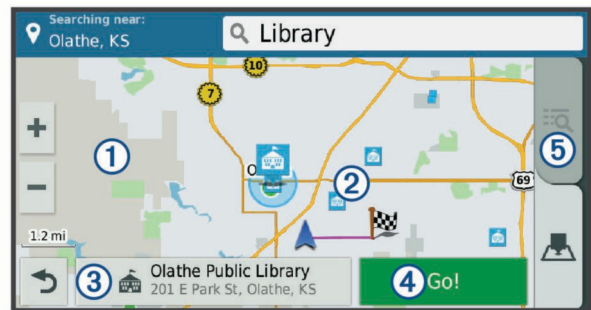 Searching near:
Olathe, KS
Library
10
7
O
69
1
2
5
1.2 mi
3
Olathe Public Library
201 E Park St, Olathe, KS
4
Go!